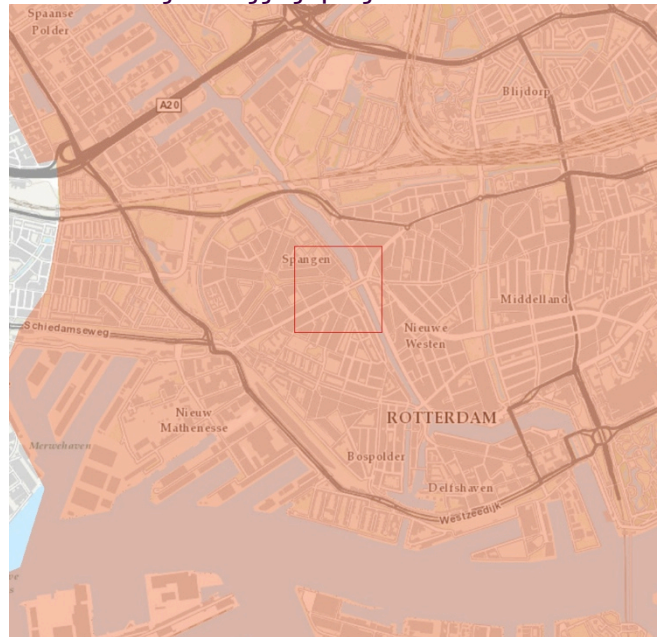 Spaanse
Polder
A20
Blijdorp
Spangen
Middelland
Schiedamseweg
Nieuwe
Westen
Nieuw
Mathenesse
ROTTERDAM
Merwehaven
Bospolder
Delfshaven
Westzeedijk